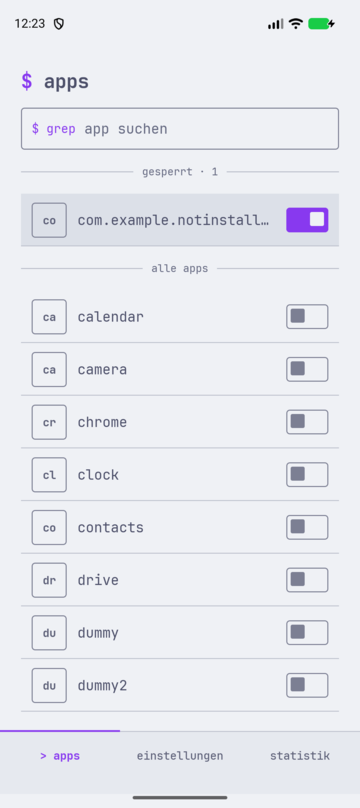 12:23
$ apps
$ grep app suchen
gesperrt · 1
co com.example.notinstall…
alle apps
ca calendar
ca camera
cr chrome
cl clock
co contacts
dr drive
du dummy
du dummy2
> apps einstellungen statistik